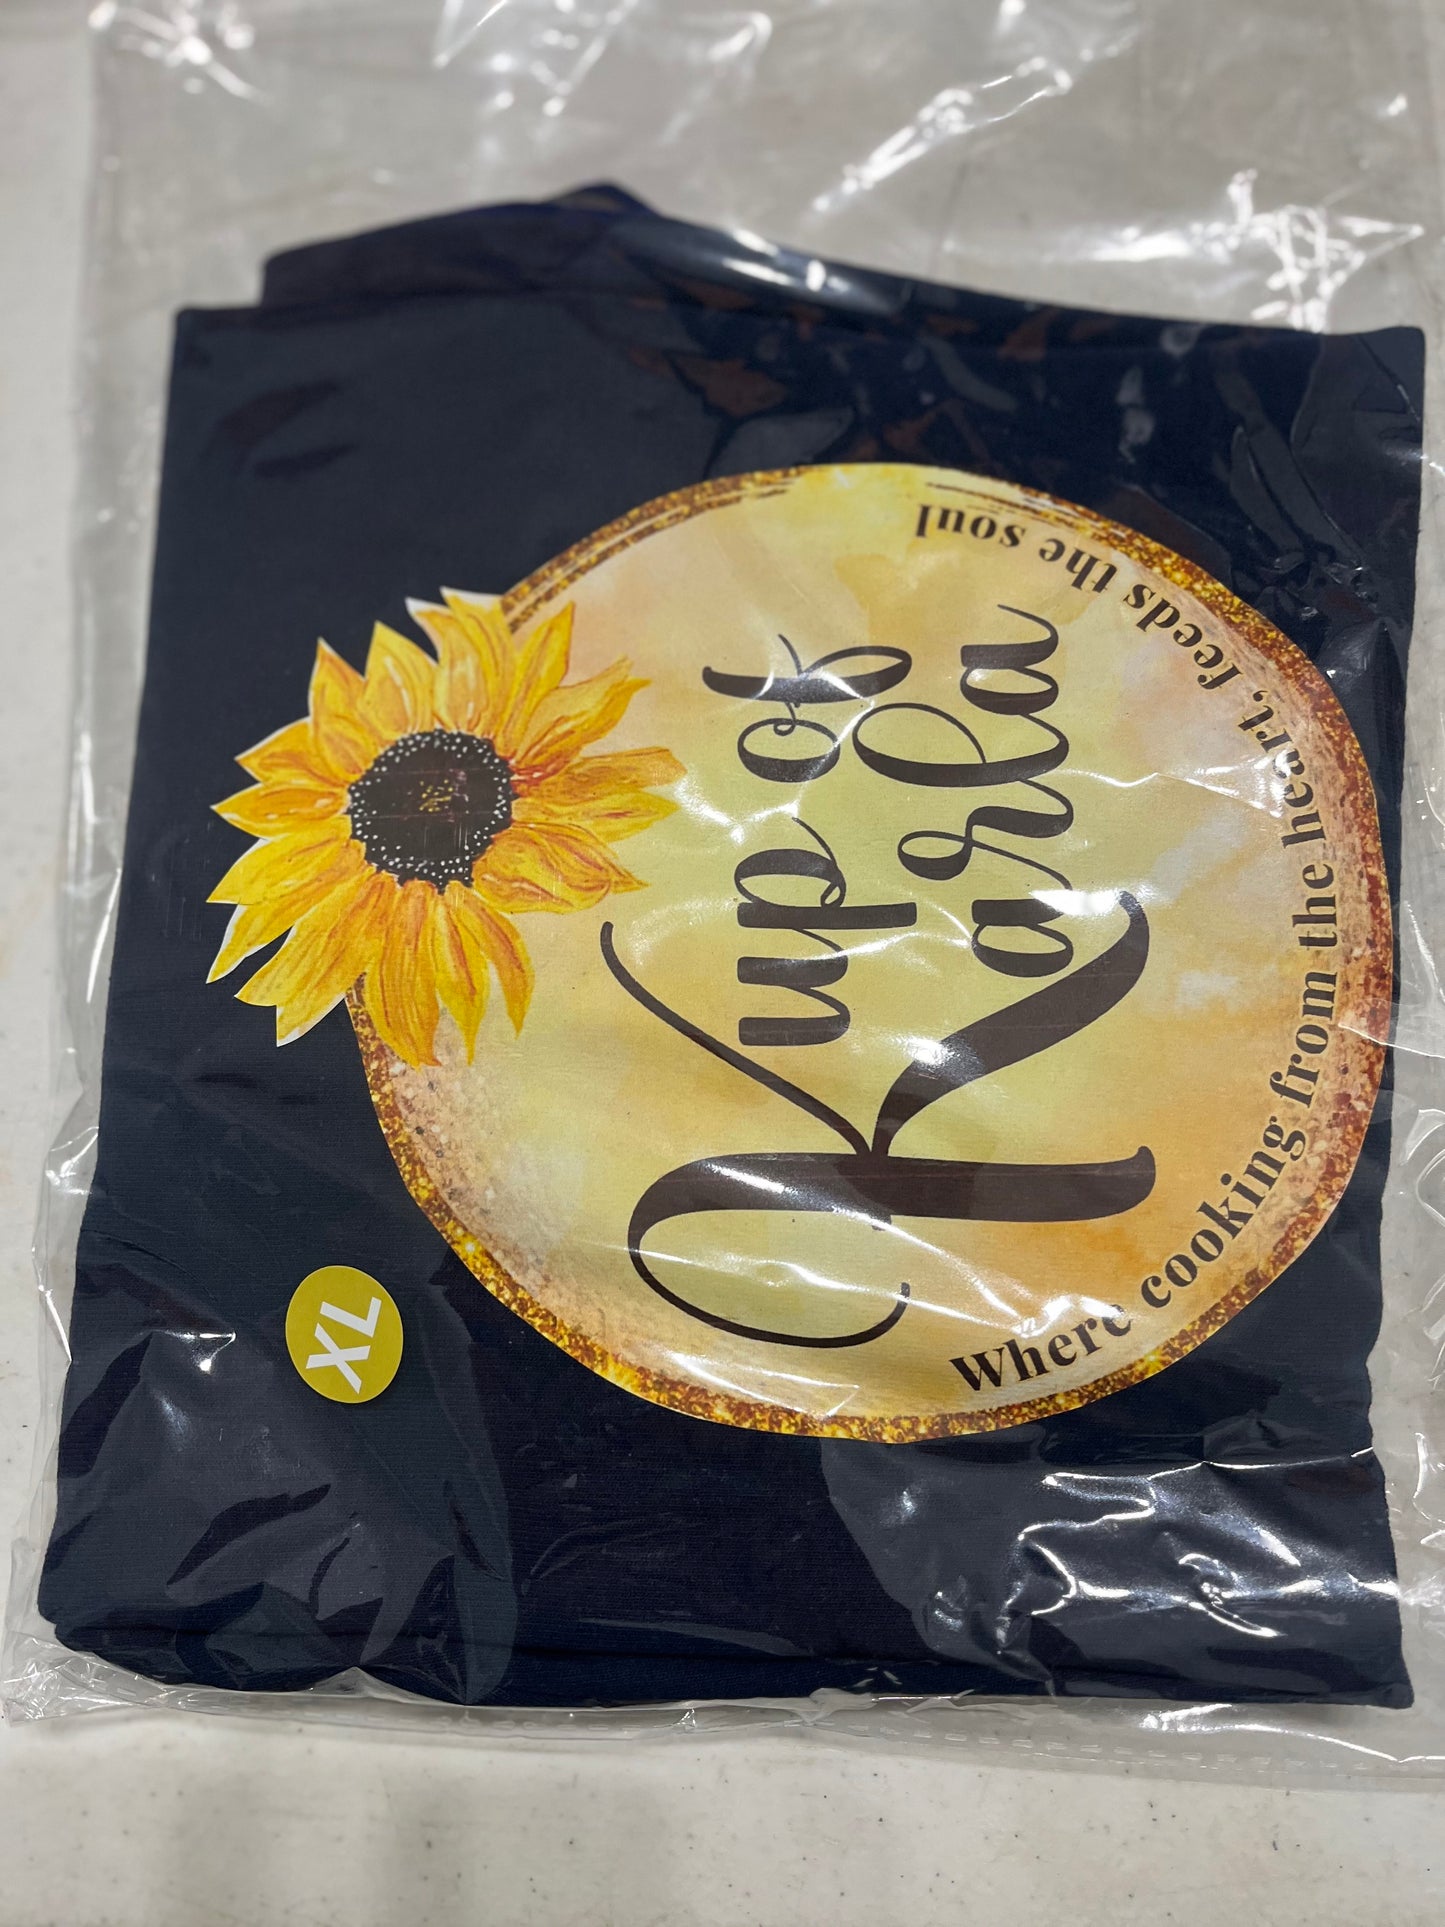 Kup of
Karla
Where cooking from the heart, feeds the soul
XL